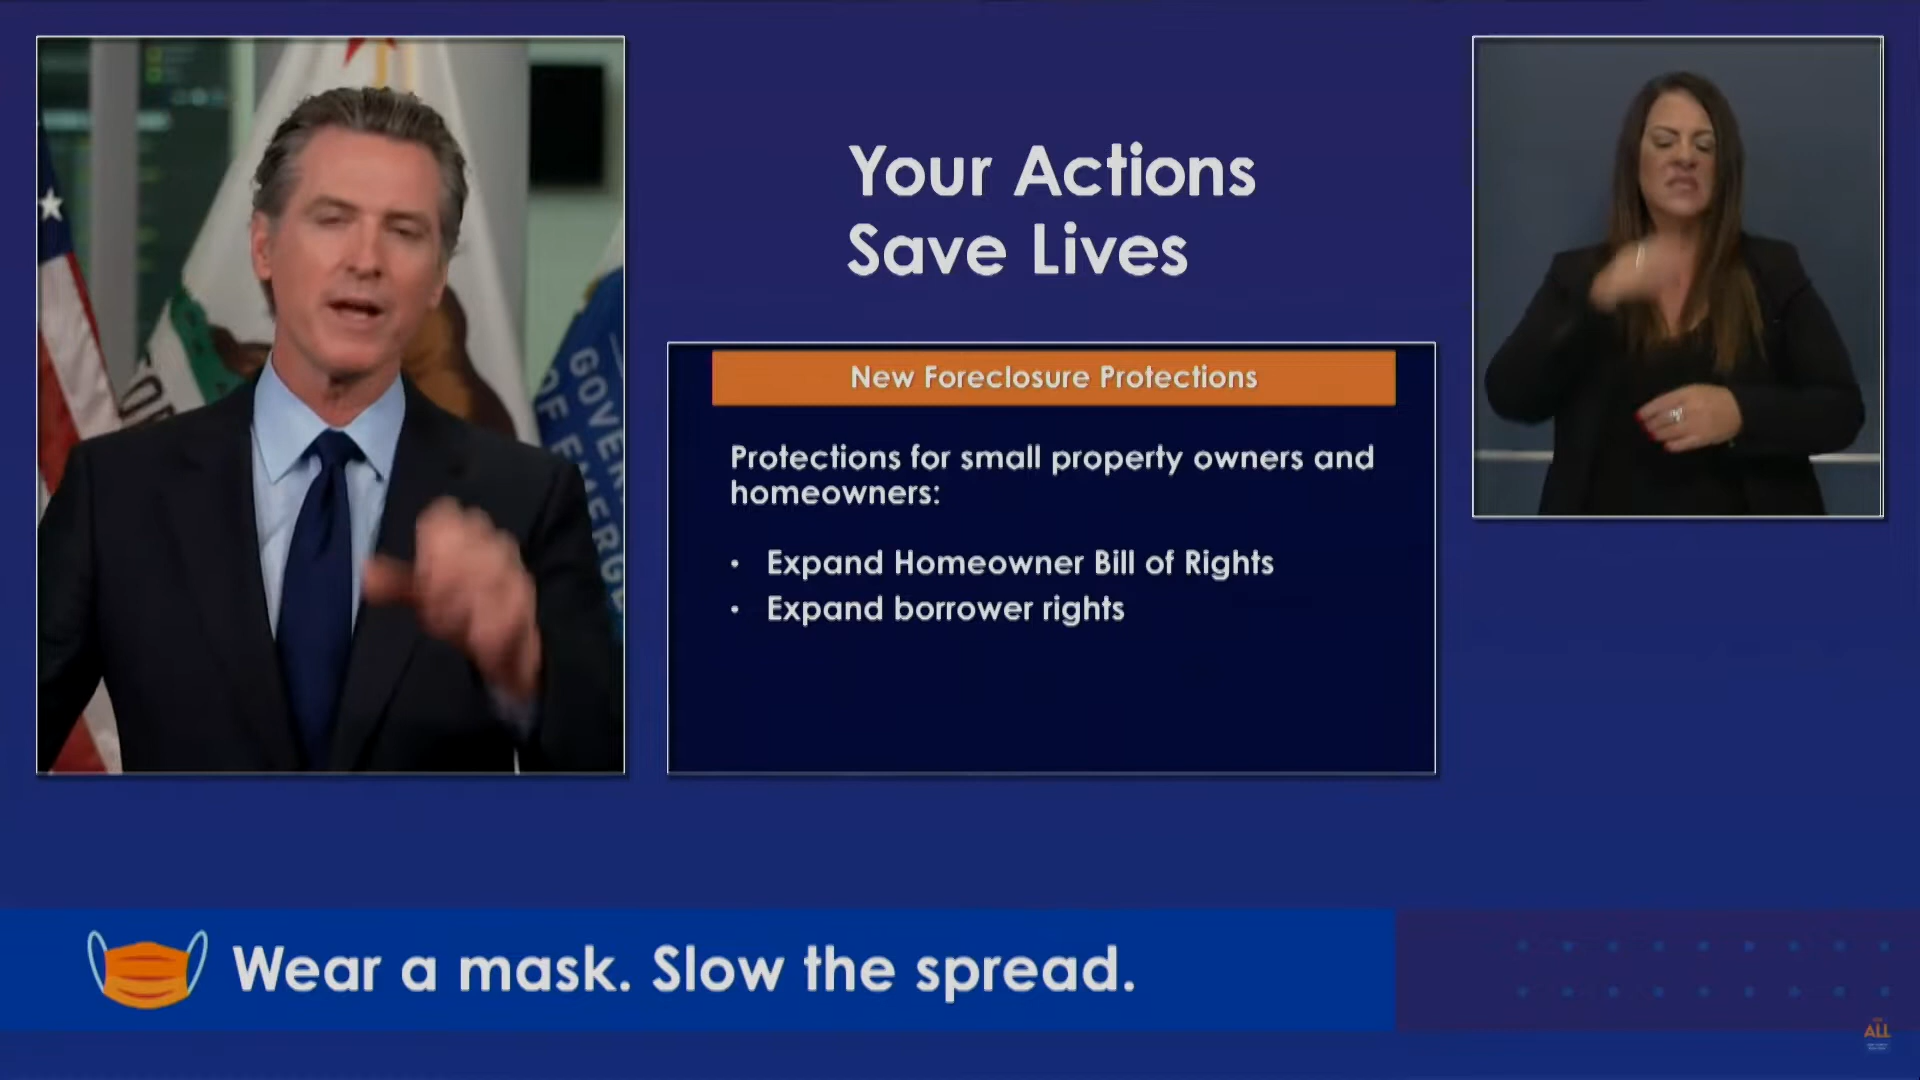 Your Actions
Save Lives
New Foreclosure Protections
Protections for small property owners and
homeowners:
• Expand Homeowner Bill of Rights
• Expand borrower rights
Wear a mask. Slow the spread.
ALL